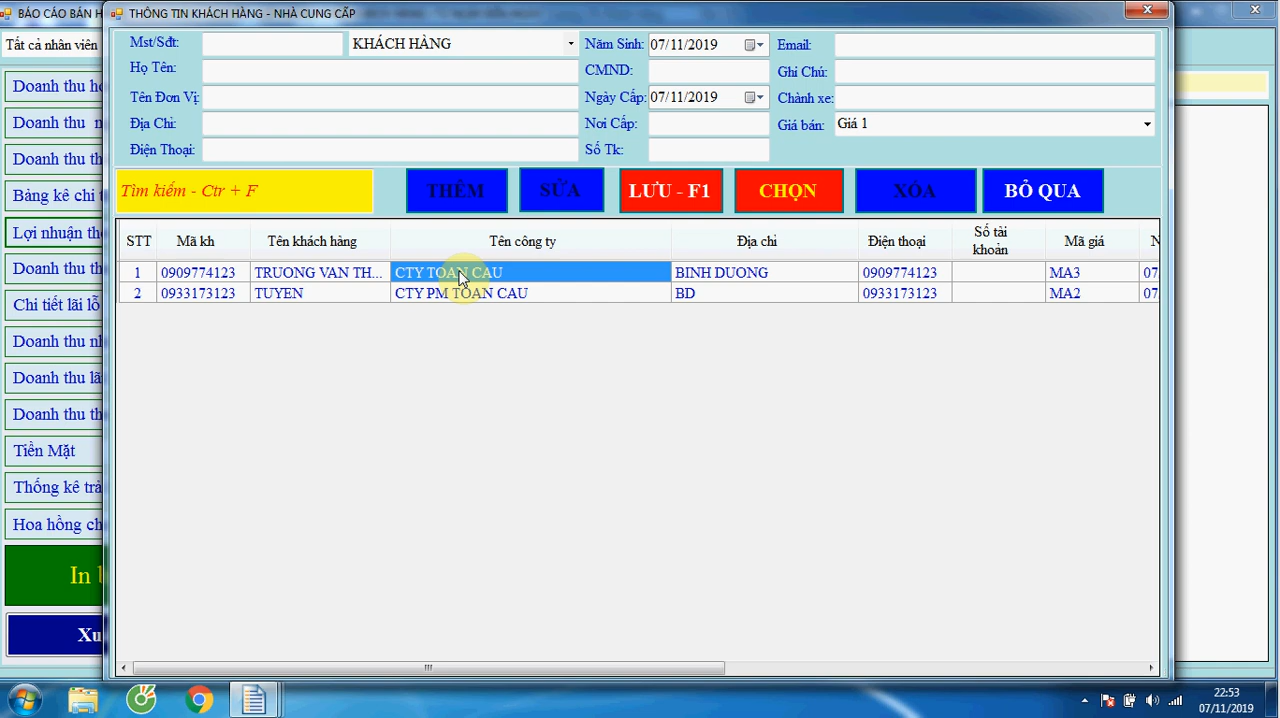 BÁO CÁO BÁN H
THÔNG TIN KHÁCH HÀNG - NHÀ CUNG CẤP
Tất cả nhân viên
Doanh thu
Doanh thu
Doanh thu
Bảng kê chi
Lợi nhuận
Doanh thu
Chi tiết lãi lỗ
Doanh thu
Doanh thu
Doanh thu
Tiền Mặt
Thống kê
Hoa hồng
In
Xu
Mst/Sđt: KHÁCH HÀNG Năm Sinh: 07/11/2019 Email:
Họ Tên: CMND: Ghi Chú:
Tên Đơn Vị: Ngày Cấp: 07/11/2019 Chành xe:
Địa Chỉ: Nơi Cấp: Giá bán: Giá 1
Điện Thoại: Số Tk:
Tìm kiếm - Ctr + F THÊM SỬA LƯU - F1 CHỌN XÓA BỎ QUA
STT Mã kh Tên khách hàng Tên công ty Địa chỉ Điện thoại Số tài khoản Mã giá N
1 0909774123 TRUONG VAN TH... CTY TOAN CAU BINH DUONG 0909774123 MA3 07
2 0933173123 TUYEN CTY PM TOAN CAU BD 0933173123 MA2 07
22:53
07/11/2019